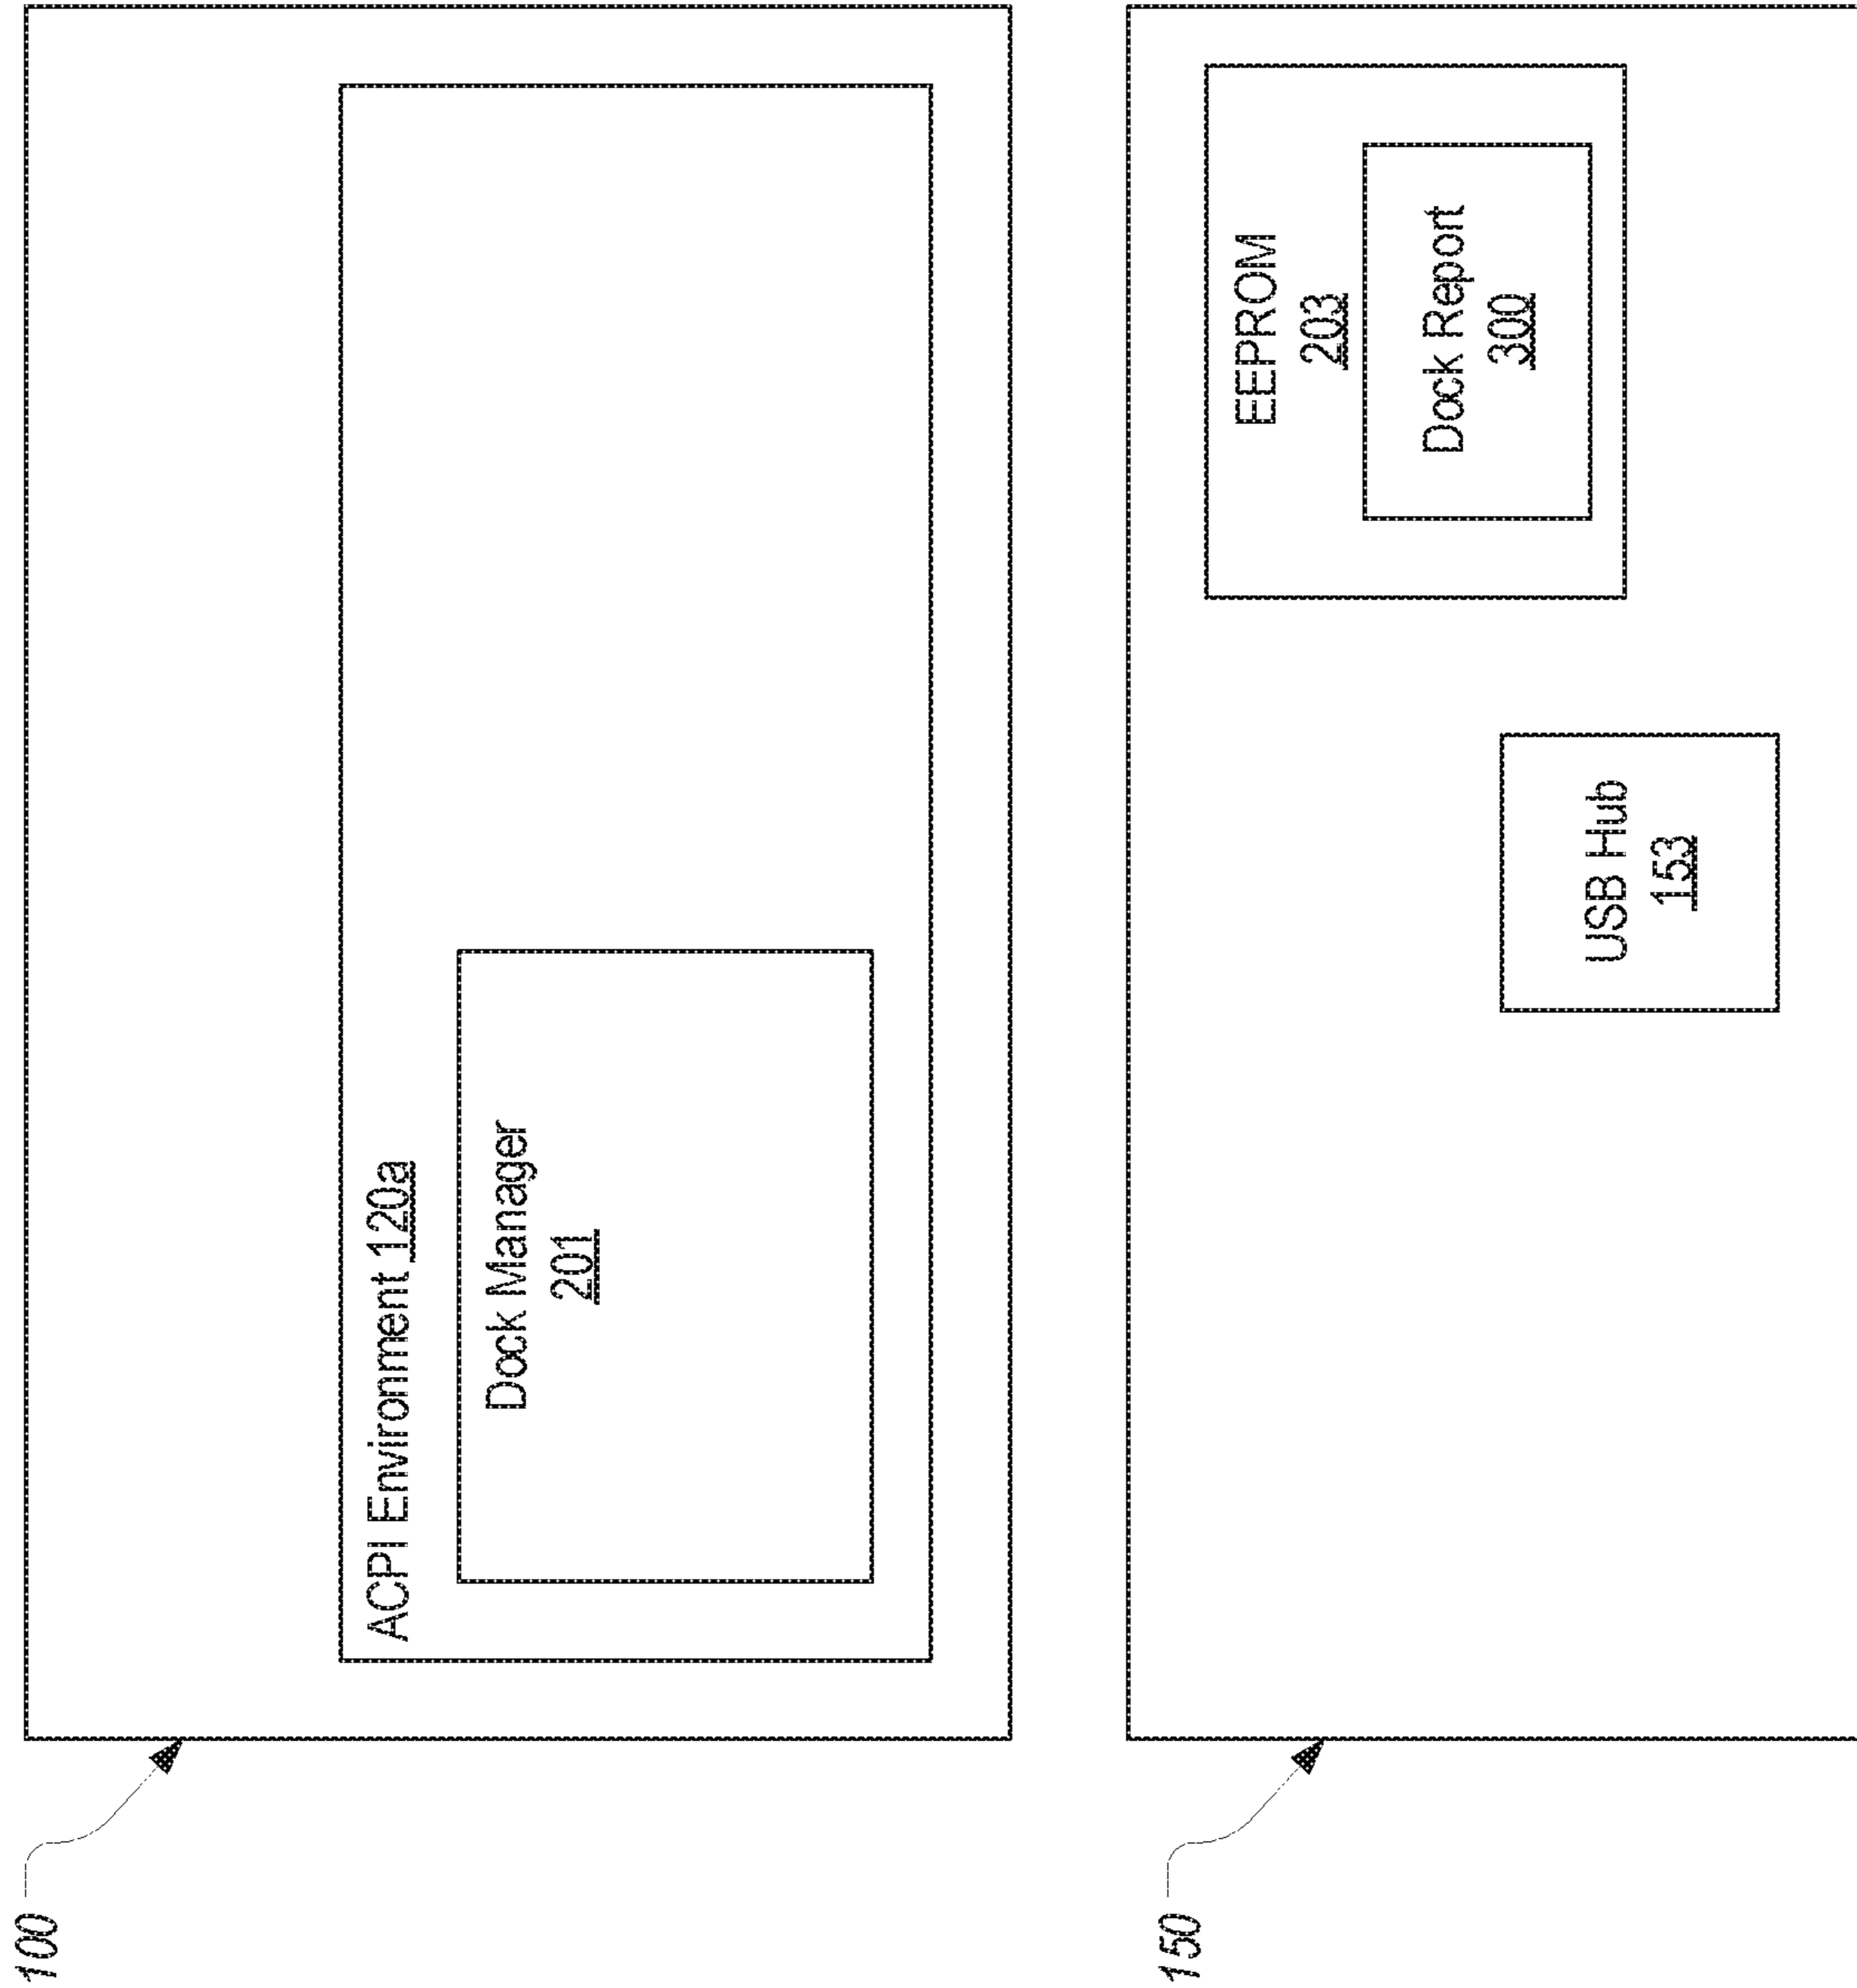 100
ACPI Environment 120a
Dock Manager
201
150
USB Hub
153
EEPROM
203
Dock Report
300